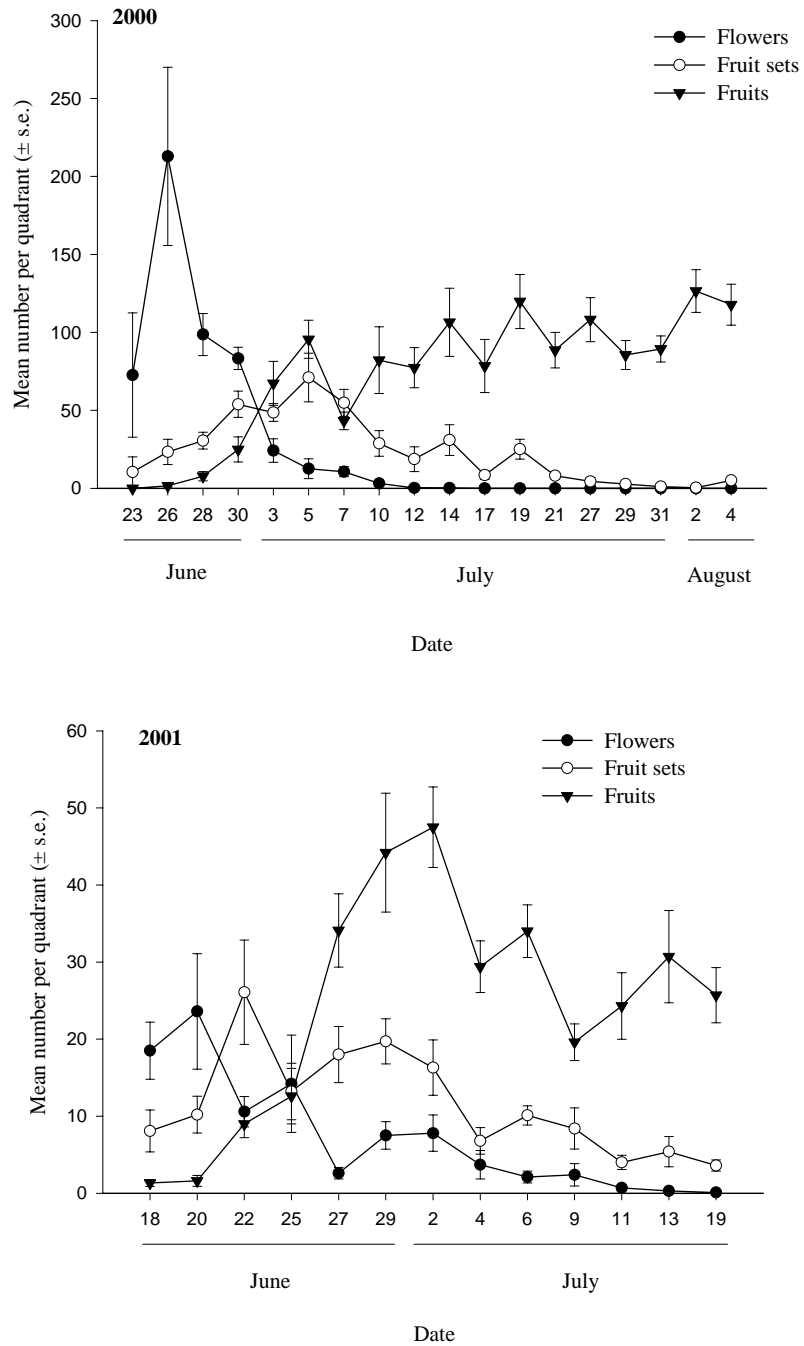 2000
Flowers
Fruit sets
Fruits
Mean number per quadrant (± s.e.)
300
250
200
150
100
50
0
23 26 28 30 3 5 7 10 12 14 17 19 21 27 29 31 2 4
June July August
Date
2001
Flowers
Fruit sets
Fruits
Mean number per quadrant (± s.e.)
60
50
40
30
20
10
0
18 20 22 25 27 29 2 4 6 9 11 13 19
June July
Date